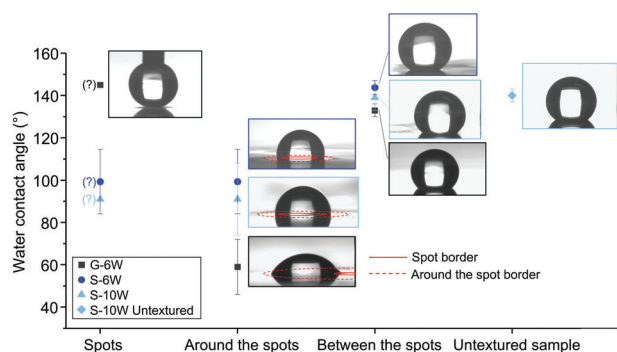 160
140
120
100
80
60
40
Water contact angle (°)
(?)
(?)
(?)
G-6W
S-6W
S-10W
S-10W Untextured
Spot border
Around the spot border
Spots
Around the spots
Between the spots
Untextured sample